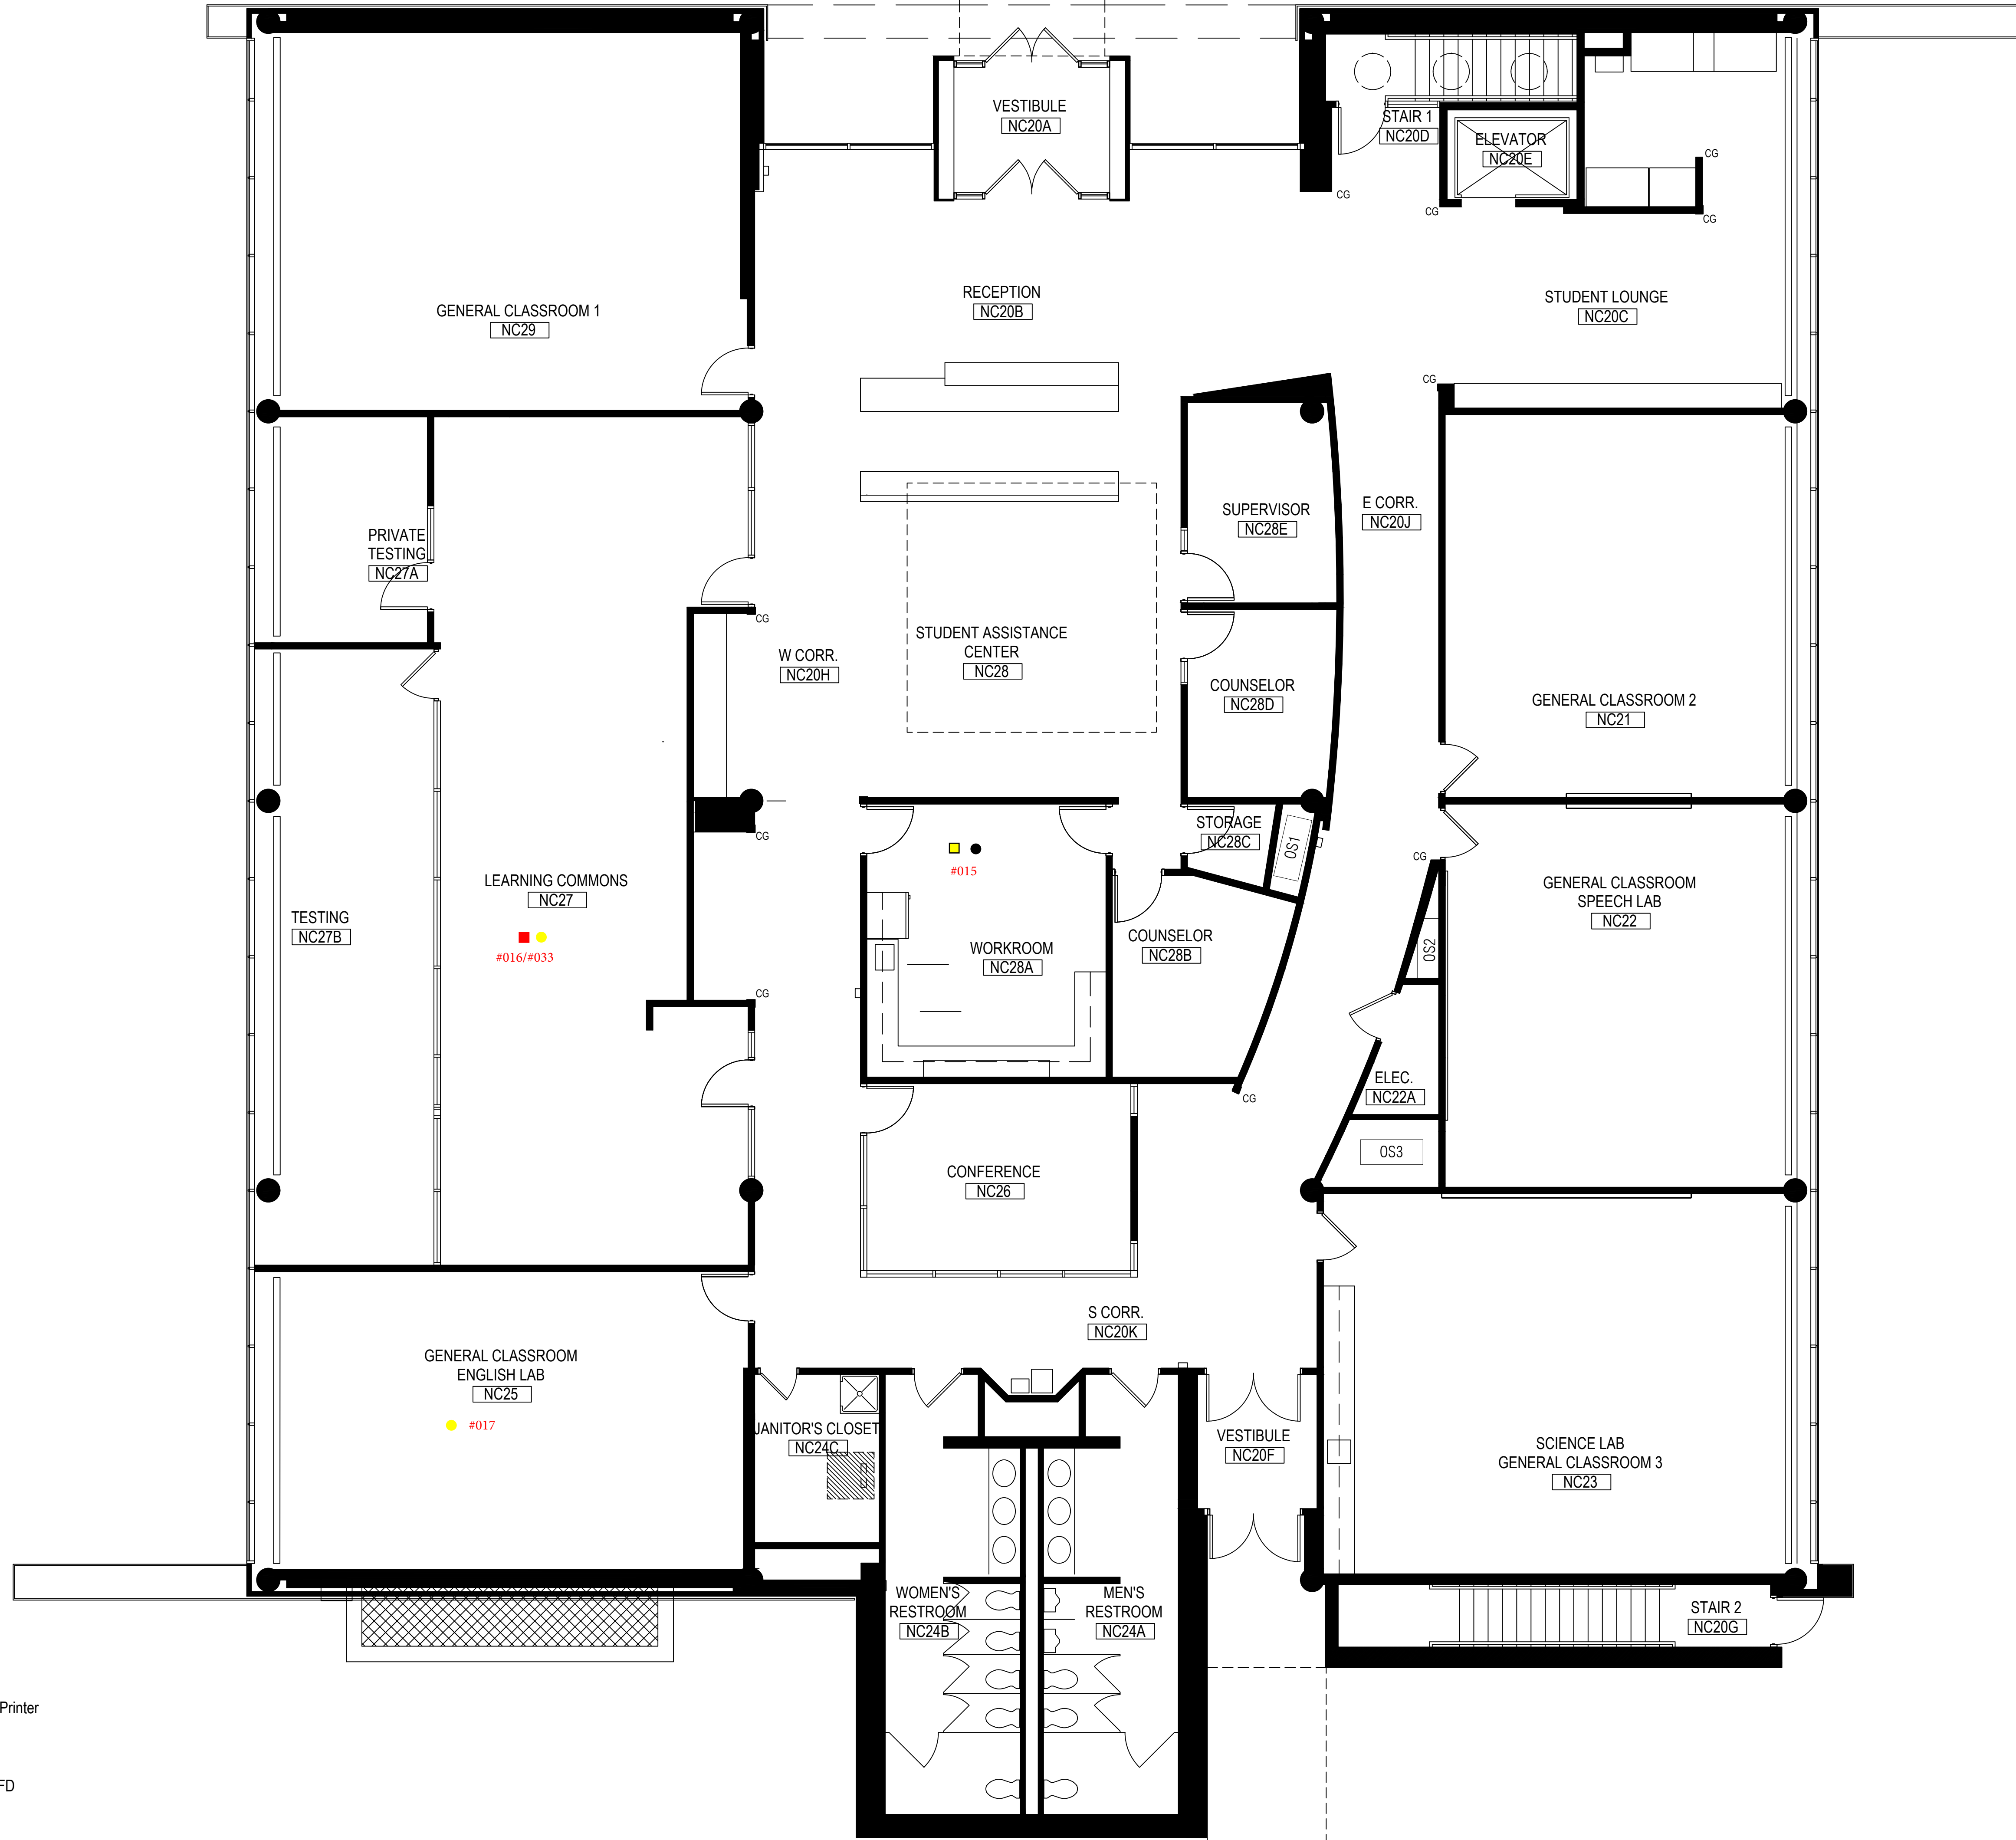 VESTIBULE
NC20A
STAIR 1
NC20D
ELEVATOR
NC20E
CG
CG
CG
CG
RECEPTION
NC20B
STUDENT LOUNGE
NC20C
GENERAL CLASSROOM 1
NC29
CG
SUPERVISOR
NC28E
E CORR.
NC20J
PRIVATE
TESTING
NC27A
CG
STUDENT ASSISTANCE
CENTER
NC28
W CORR.
NC20H
COUNSELOR
NC28D
GENERAL CLASSROOM 2
NC21
STORAGE
NC28C
OS1
CG
CG
#015
LEARNING COMMONS
NC27
GENERAL CLASSROOM
SPEECH LAB
NC22
TESTING
NC27B
#016/#033
WORKROOM
NC28A
COUNSELOR
NC28B
OS2
CG
ELEC.
NC22A
CG
OS3
CONFERENCE
NC26
S CORR.
NC20K
GENERAL CLASSROOM
ENGLISH LAB
NC25
#017
JANITOR'S CLOSET
NC24C
VESTIBULE
NC20F
SCIENCE LAB
GENERAL CLASSROOM 3
NC23
WOMEN'S
RESTROOM
NC24B
MEN'S
RESTROOM
NC24A
STAIR 2
NC20G
Printer
FD